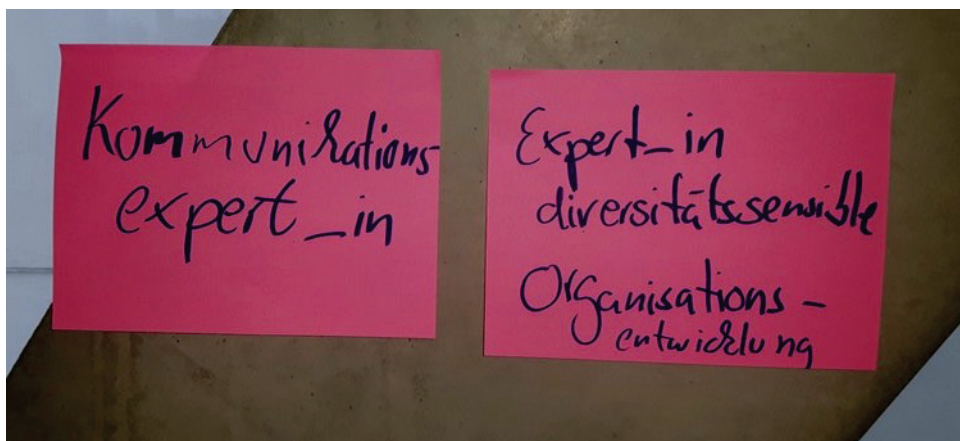 Kommunikations
expert_in
Expert_in
diversitätssensible
Organisations-
entwicklung